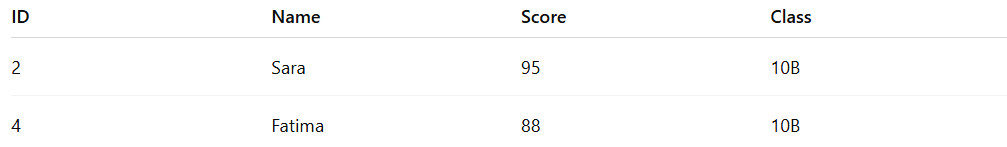 ID Name Score Class
2 Sara 95 10B
4 Fatima 88 10B